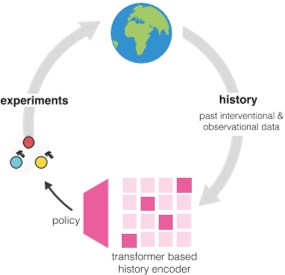 experiments
history
past interventional &
observational data
policy
transformer based
history encoder